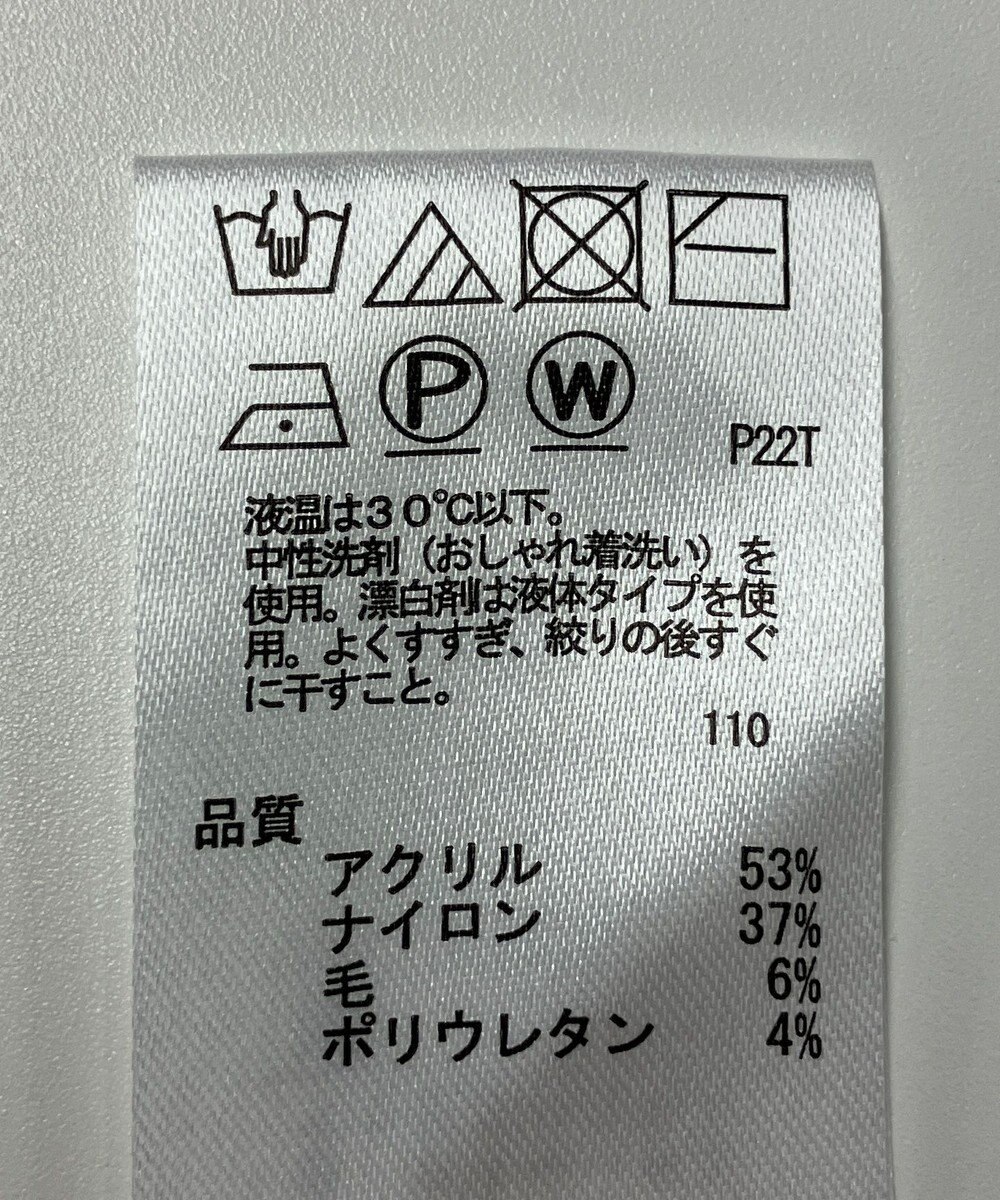 P W
P22T
液温は30℃以下。
中性洗剤（おしゃれ着洗い）を
使用。漂白剤は液体タイプを使
用。よくすすぎ、絞りの後すぐ
に干すこと。
110
品質
アクリル 53%
ナイロン 37%
毛 6%
ポリウレタン 4%